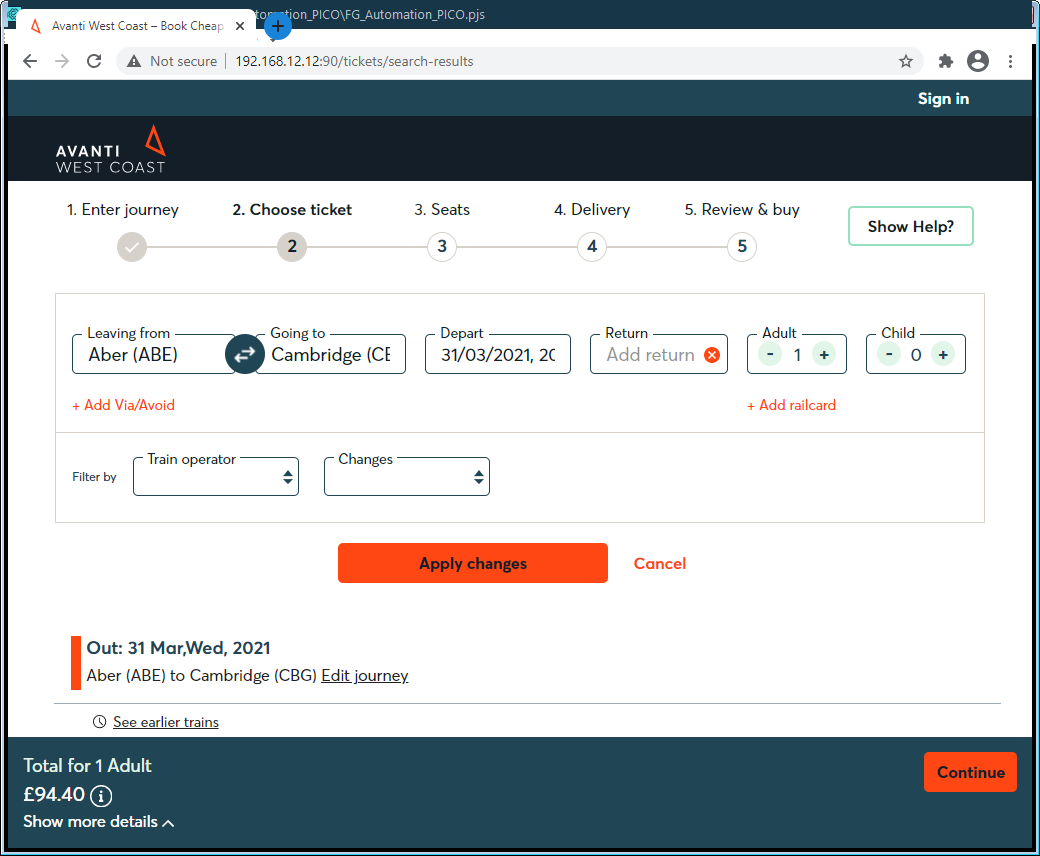 tomation_PICO\FG_Automation_PICO.pjs
Avanti West Coast – Book Cheap
Not secure | 192.168.12.12:90/tickets/search-results
Sign in
AVANTI
WEST COAST
1. Enter journey 2. Choose ticket 3. Seats 4. Delivery 5. Review & buy
Show Help?
2 3 4 5
Leaving from Going to Depart Return Adult Child
Aber (ABE) Cambridge (CE 31/03/2021, 20 Add return - 1 + - 0 +
+ Add Via/Avoid + Add railcard
Filter by Train operator Changes
Apply changes Cancel
Out: 31 Mar,Wed, 2021
Aber (ABE) to Cambridge (CBG) Edit journey
See earlier trains
Total for 1 Adult
£94.40
Show more details
Continue